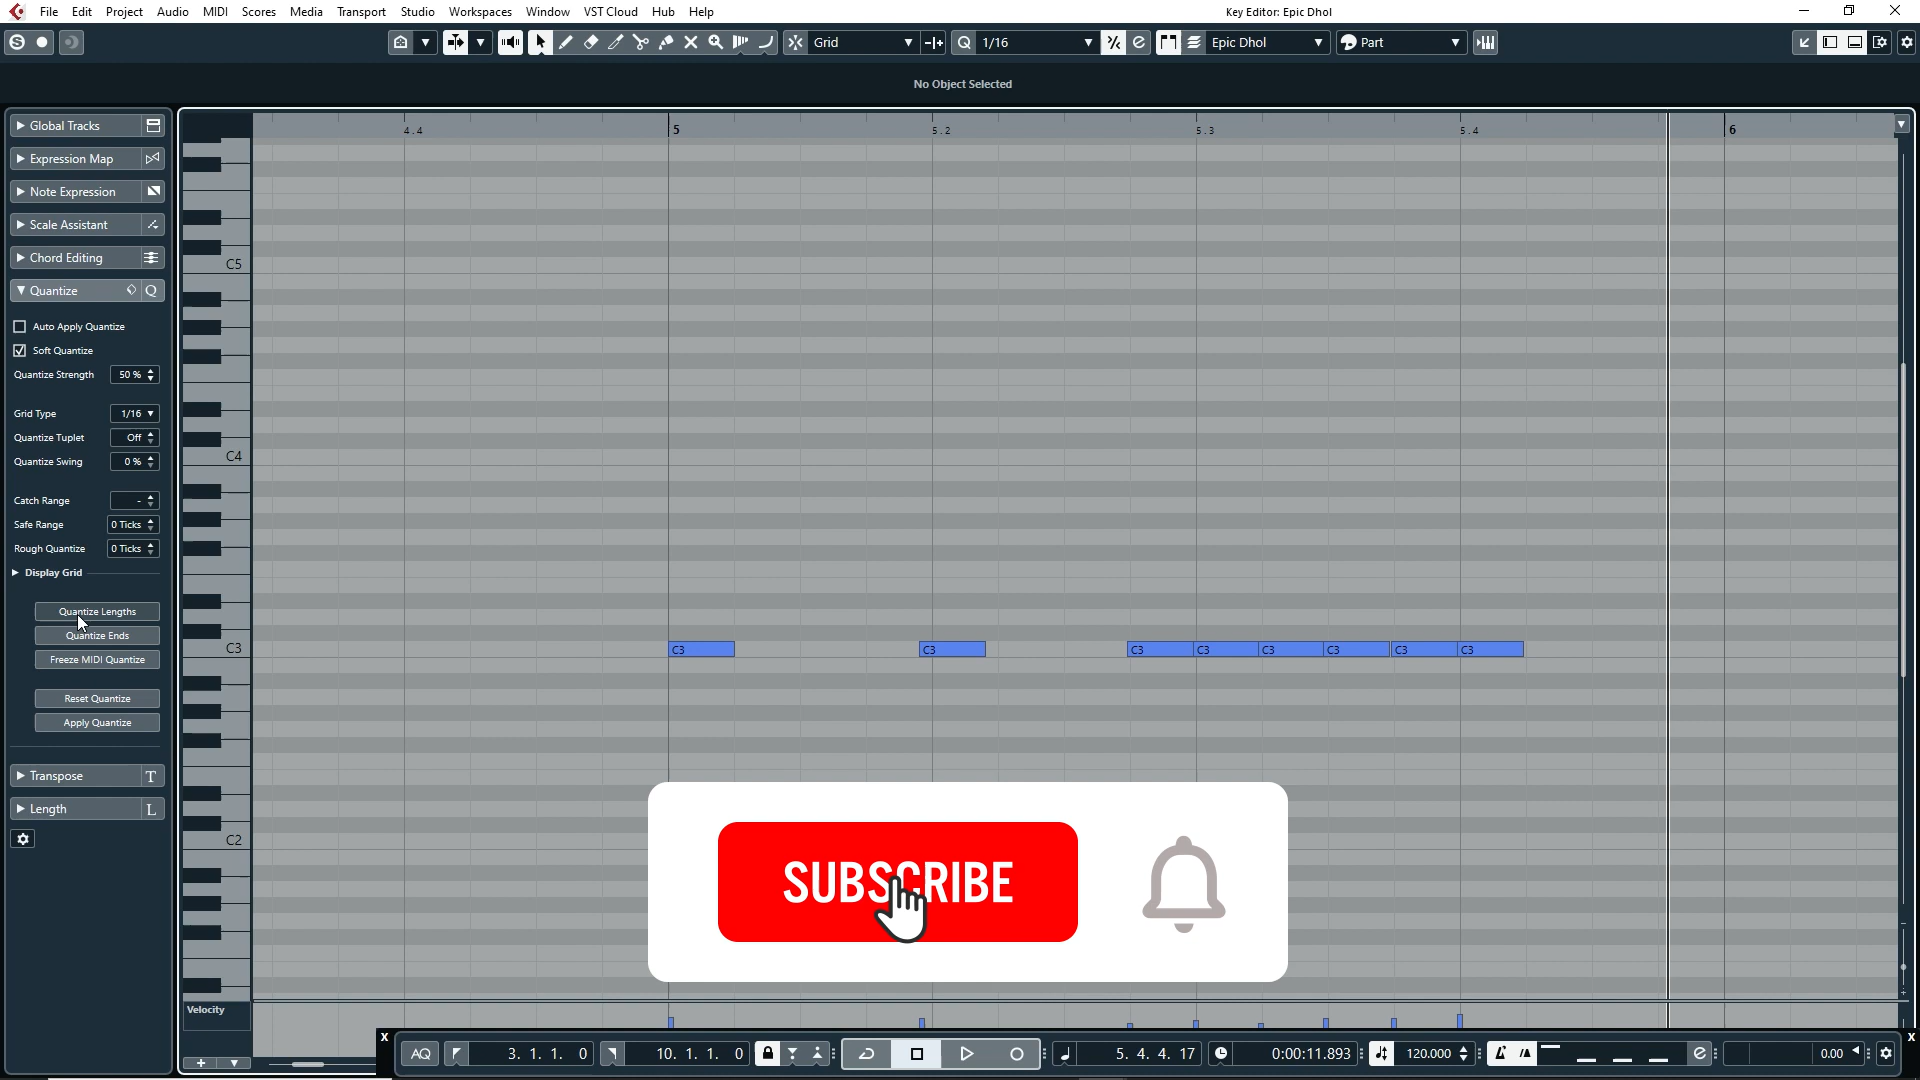 File Edit Project Audio MIDI Scores Media Transport Studio Workspaces Window VST Cloud Hub Help Key Editor: Epic Dhol
Grid 1/16 Epic Dhol Part
No Object Selected
Global Tracks
Expression Map
Note Expression
Scale Assistant
Chord Editing
Quantize Q
Auto Apply Quantize
Soft Quantize
Quantize Strength 50 %
Grid Type 1/16
Quantize Tuplet Off
Quantize Swing 0 %
Catch Range -
Safe Range 0 Ticks
Rough Quantize 0 Ticks
Display Grid
Quantize Lengths
Quantize Ends
Freeze MIDI Quantize
Reset Quantize
Apply Quantize
Transpose T
Length L
4.4 5 5.2 5.3 5.4 6
C5
C4
C3 C3 C3 C3 C3 C3 C3 C3 C3
C2
SUBSCRIBE
Velocity
AQ 3. 1. 1. 0 10. 1. 1. 0 5. 4. 4. 17 0:00:11.893 120.000 0.00